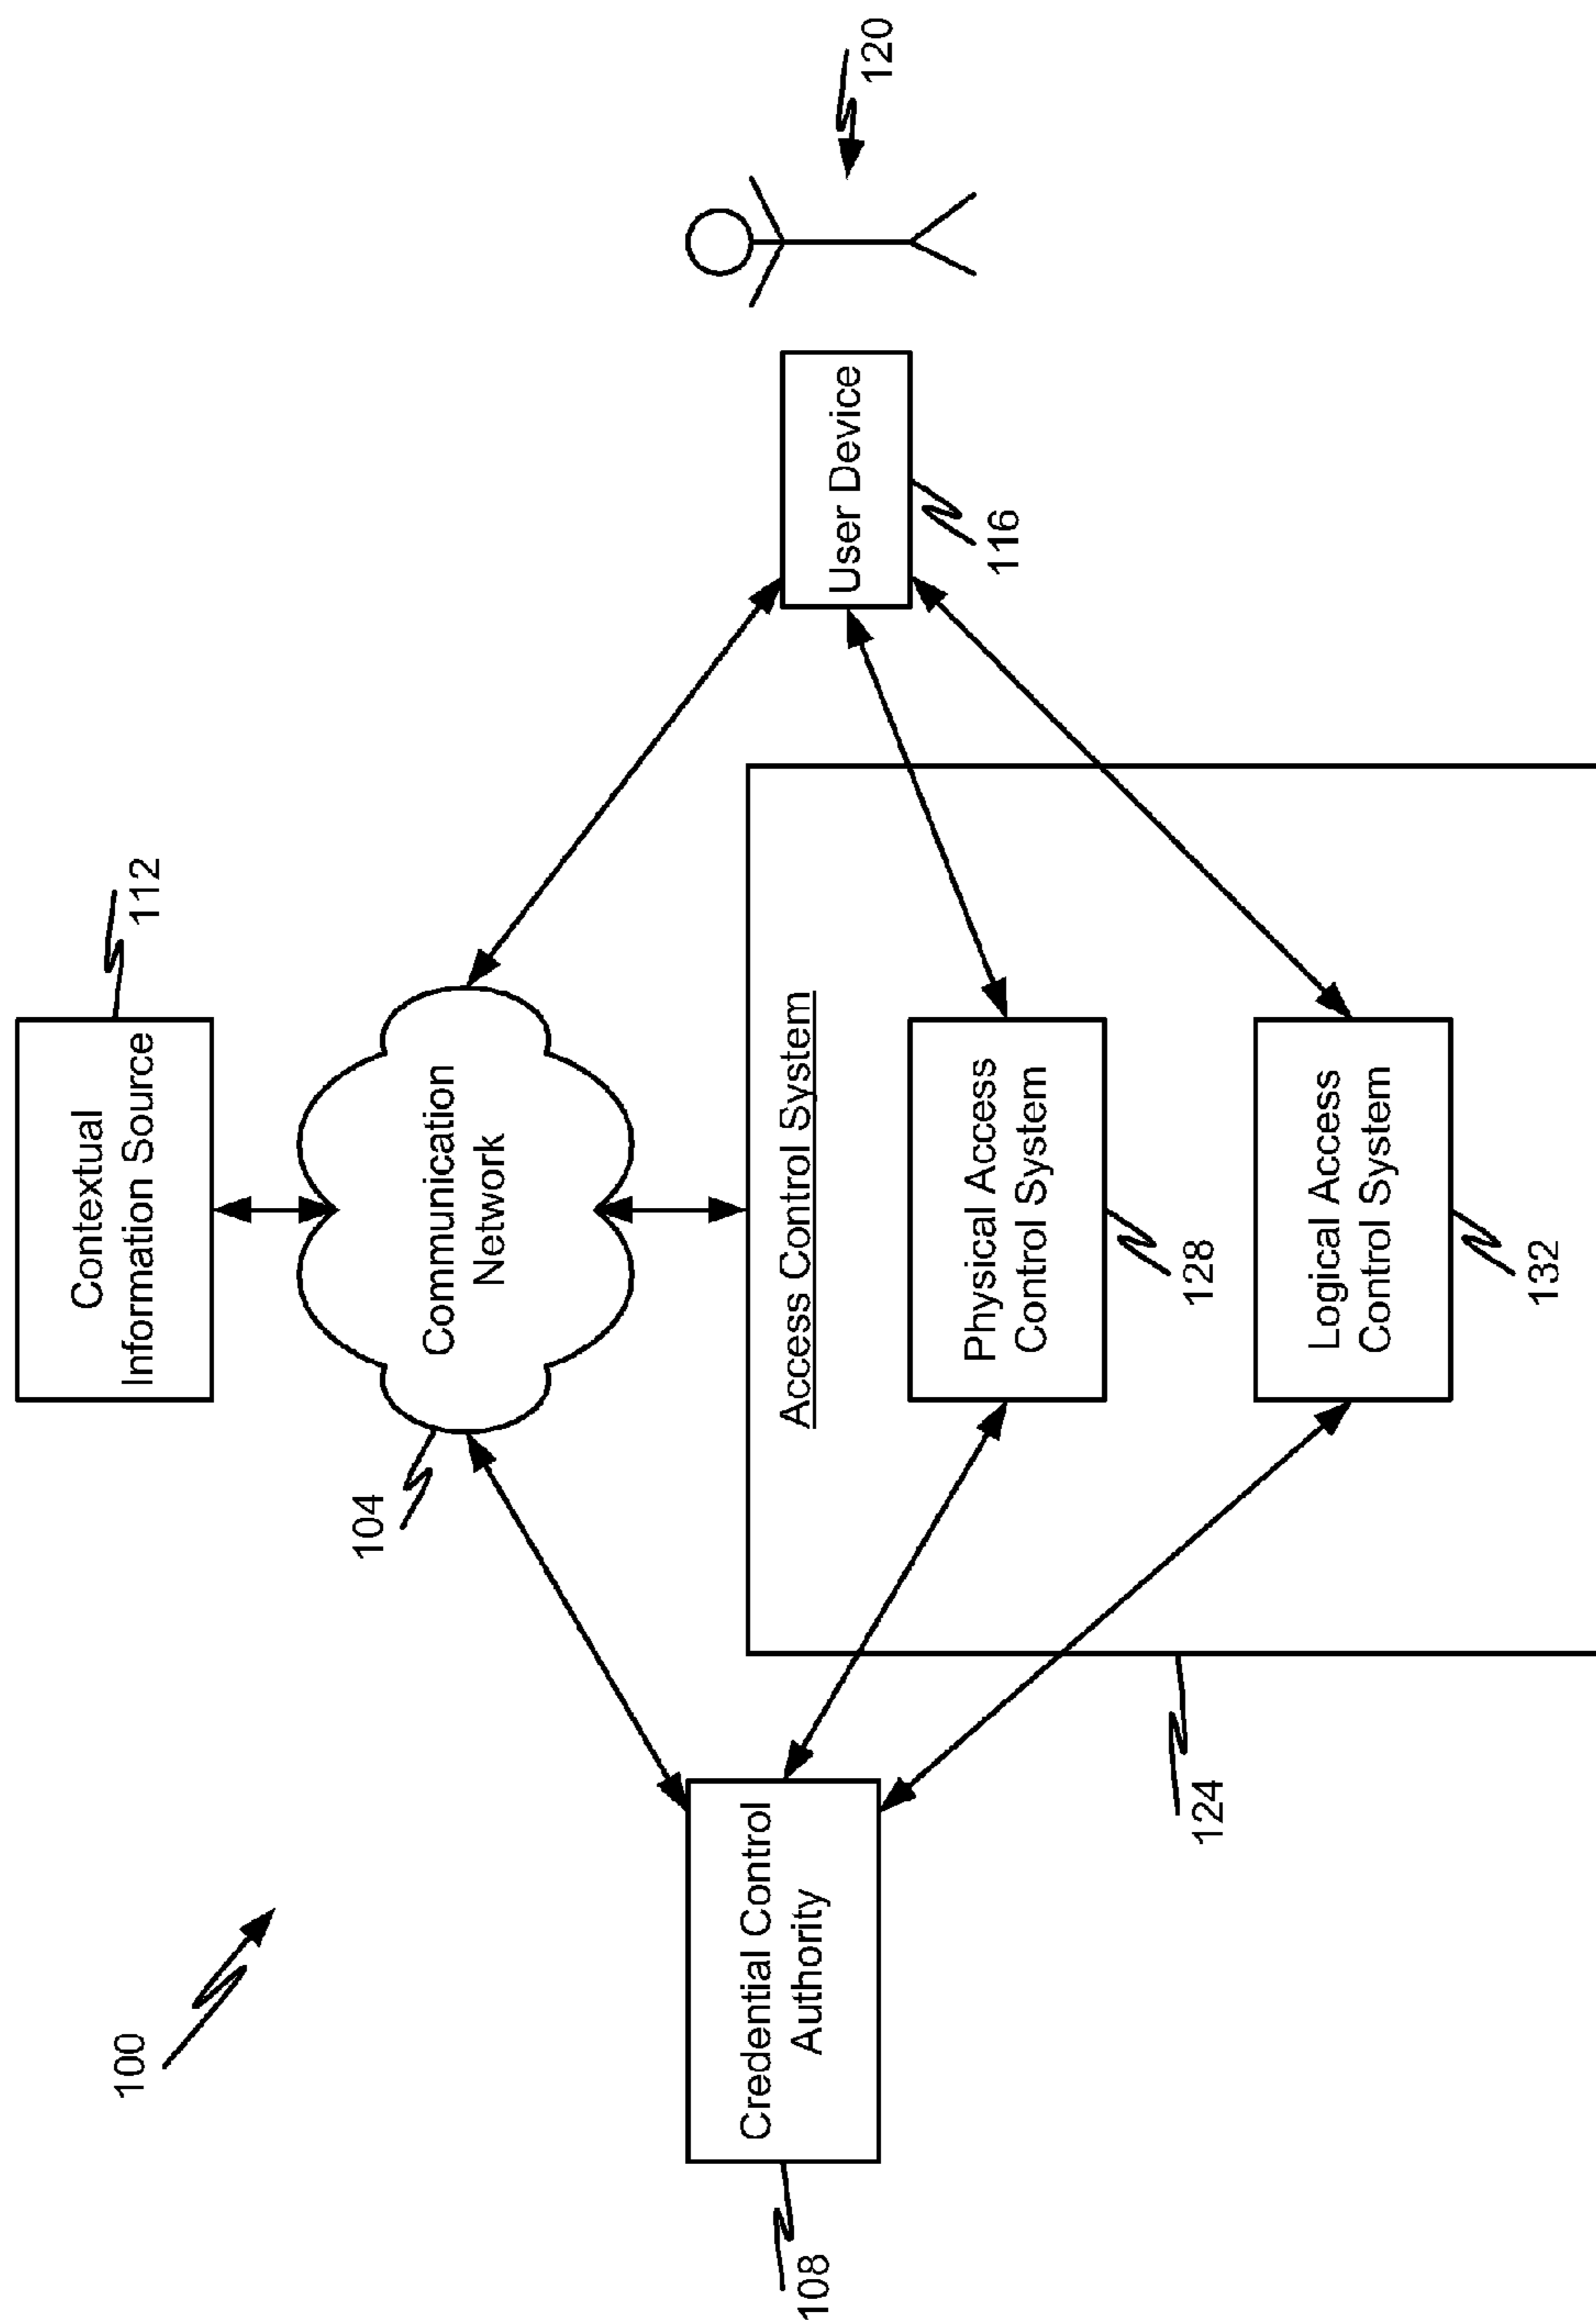 100
Contextual
Information Source
112
104
Communication
Network
120
Credential Control
Authority
108
Access Control System
User Device
116
Physical Access
Control System
128
124
Logical Access
Control System
132